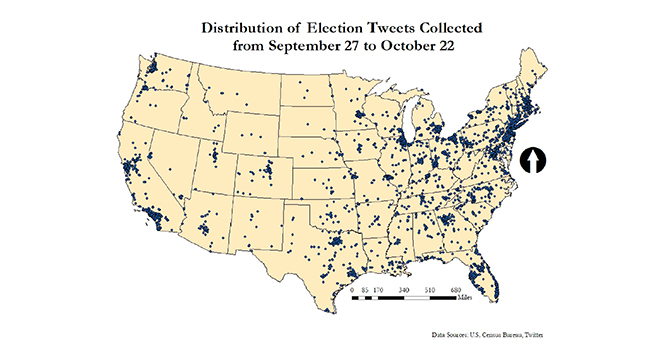 Distribution of Election Tweets Collected
from September 27 to October 22
0 85 170 340 510 680
Miles
Data Sources: U.S. Census Bureau, Twitter